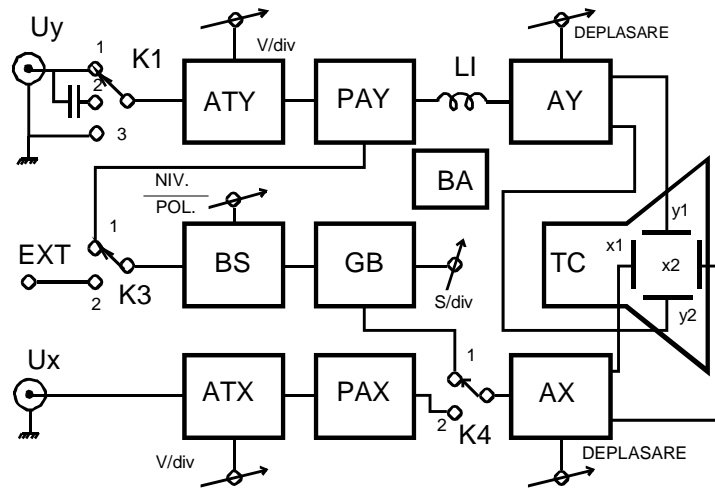 Uy
1
K1
2
3
V/div
ATY
PAY
LI
DEPLASARE
AY
BA
NIV.
POL.
1
EXT
2
K3
BS
GB
S/div
TC
x1
y1
x2
y2
Ux
ATX
PAX
1
2
K4
AX
V/div
DEPLASARE